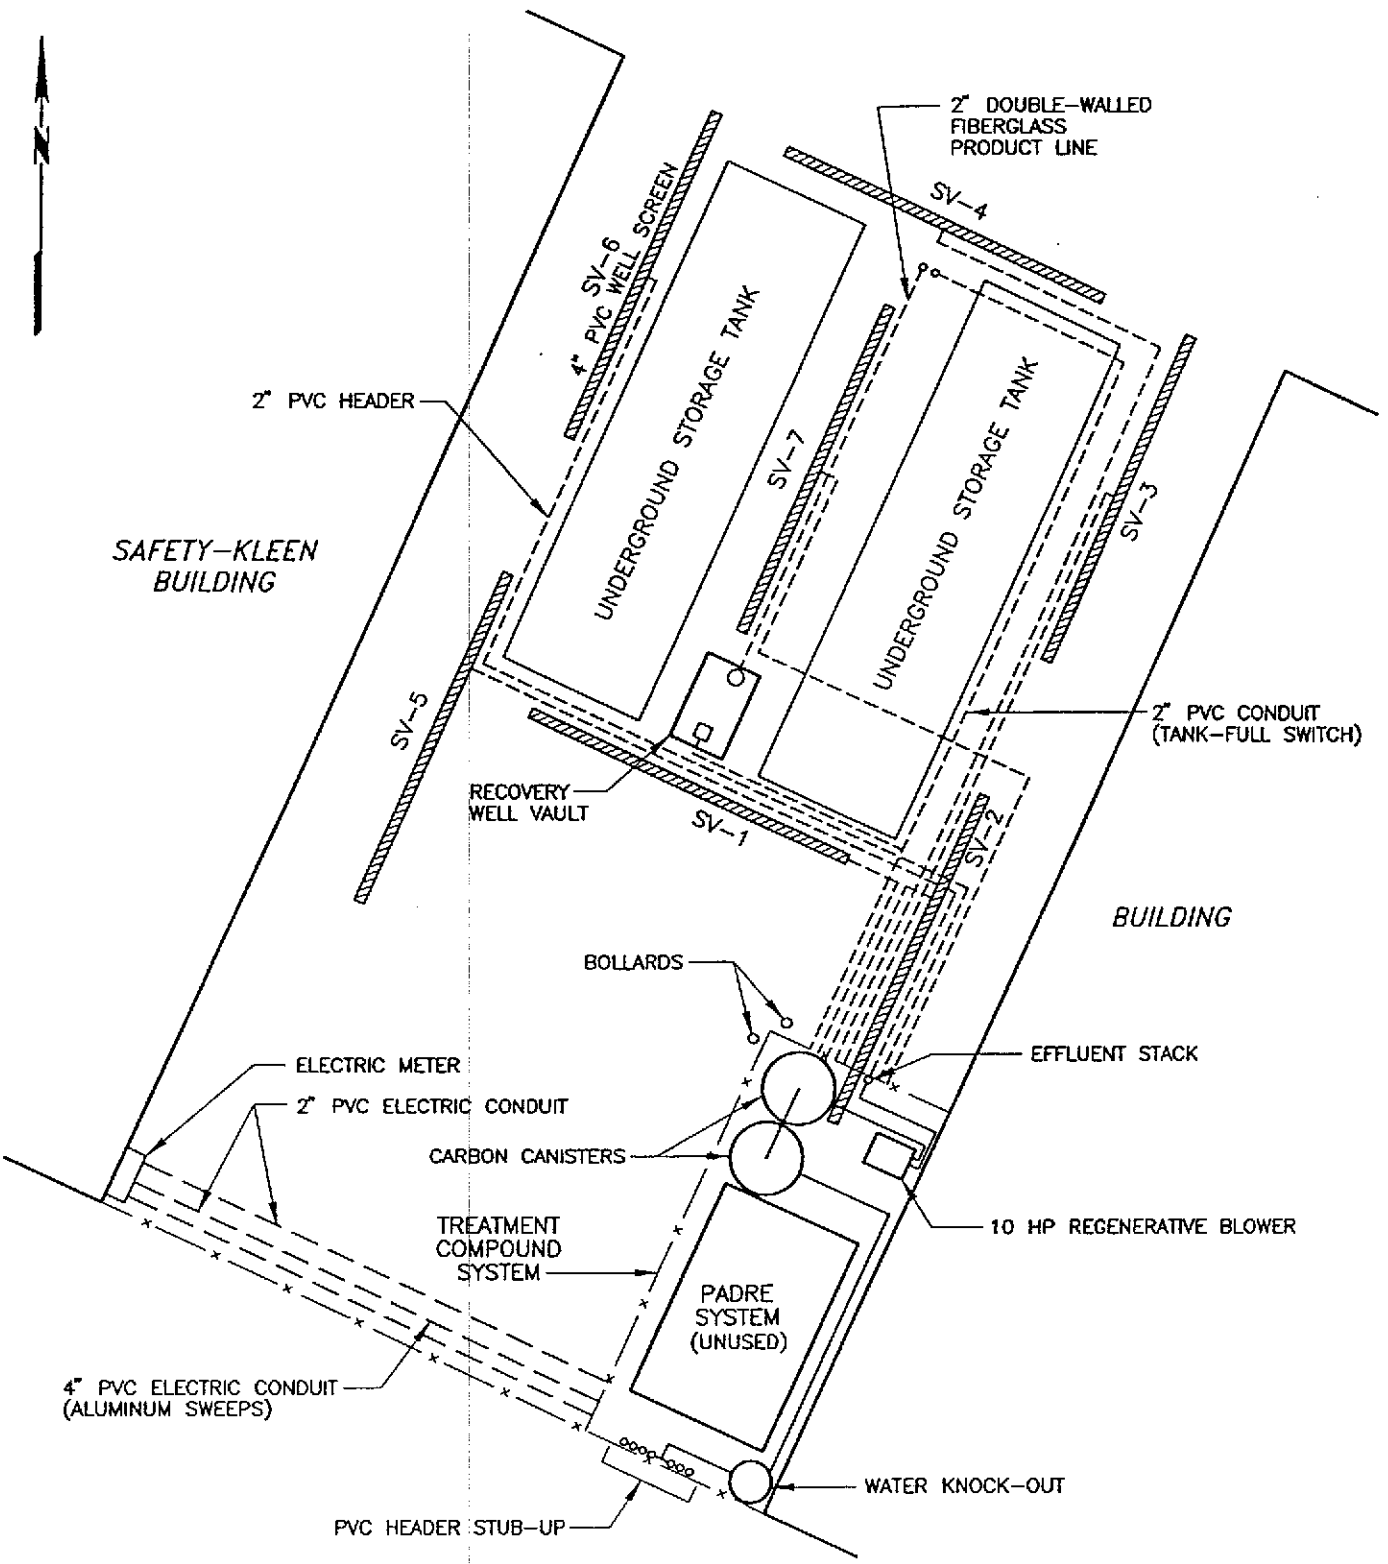 N
2" DOUBLE-WALLED
FIBERGLASS
PRODUCT LINE
SV-4
SV-6
4" PVC WELL SCREEN
UNDERGROUND STORAGE TANK
2" PVC HEADER
SV-7
UNDERGROUND STORAGE TANK
SV-3
SAFETY-KLEEN
BUILDING
SV-5
2" PVC CONDUIT
(TANK-FULL SWITCH)
RECOVERY
WELL VAULT
SV-1
SV-2
BUILDING
BOLLARDS
EFFLUENT STACK
ELECTRIC METER
2" PVC ELECTRIC CONDUIT
CARBON CANISTERS
10 HP REGENERATIVE BLOWER
TREATMENT
COMPOUND
SYSTEM
PADRE
SYSTEM
(UNUSED)
4" PVC ELECTRIC CONDUIT
(ALUMINUM SWEEPS)
WATER KNOCK-OUT
PVC HEADER STUB-UP